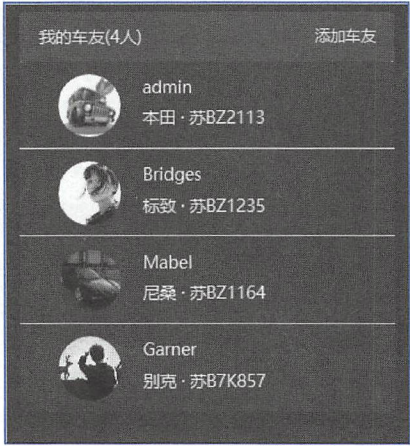 我的车友(4人)
添加车友
admin
本田 · 苏BZ2113
Bridges
标致 · 苏BZ1235
Mabel
尼桑 · 苏BZ1164
Garner
别克 · 苏B7K857